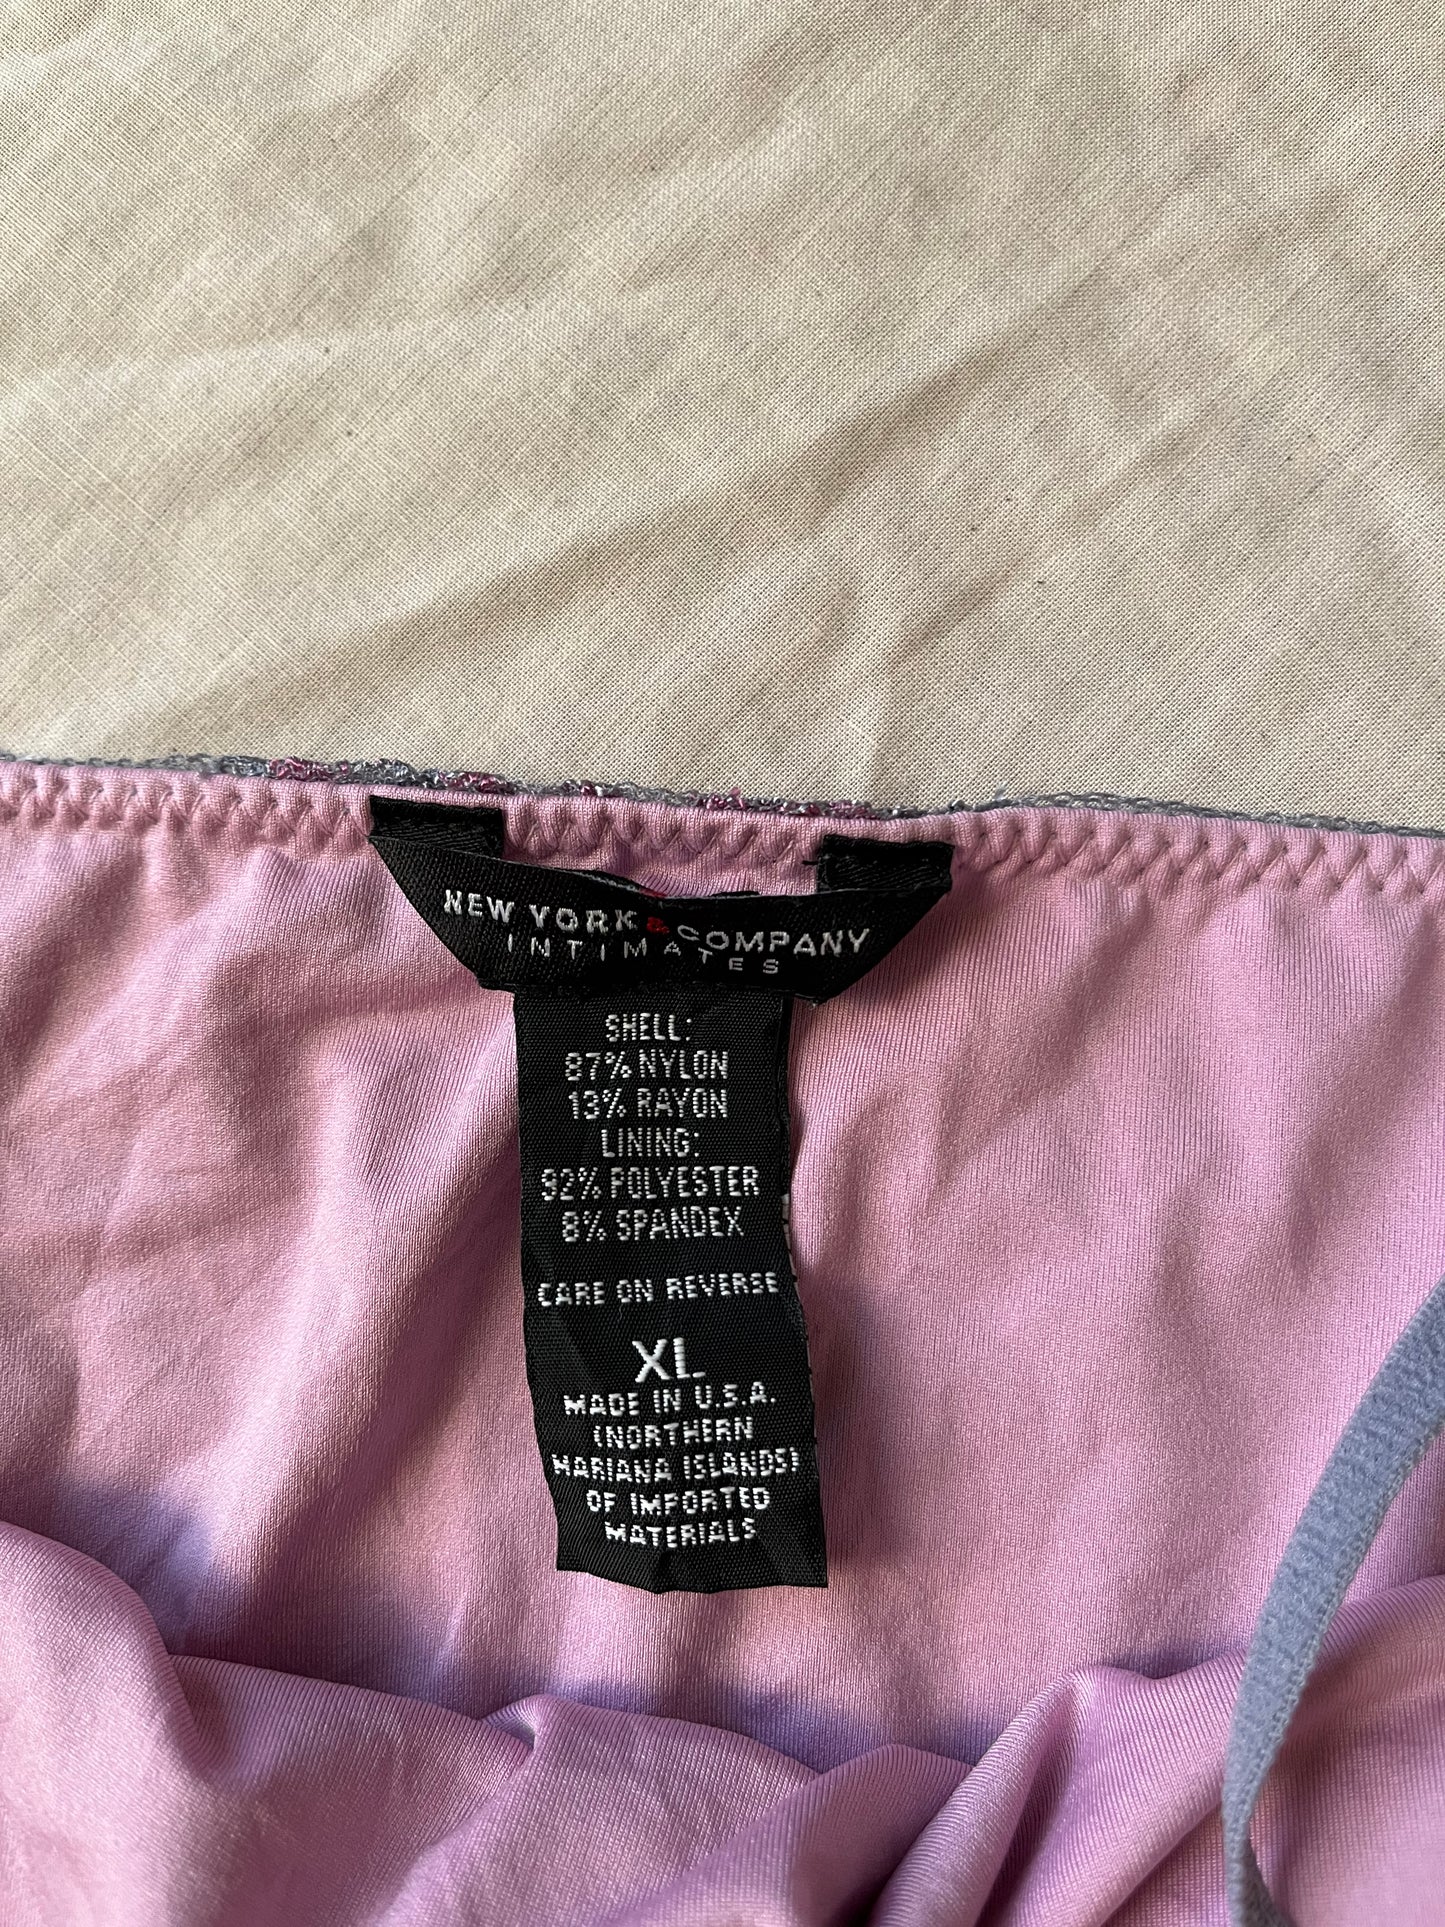 NEW YORK & COMPANY
INTIMATES
SHELL:
87% NYLON
13% RAYON
LINING:
92% POLYESTER
8% SPANDEX
CARE ON REVERSE
XL
MADE IN U.S.A.
(NORTHERN
MARIANA ISLANDS)
OF IMPORTED
MATERIALS